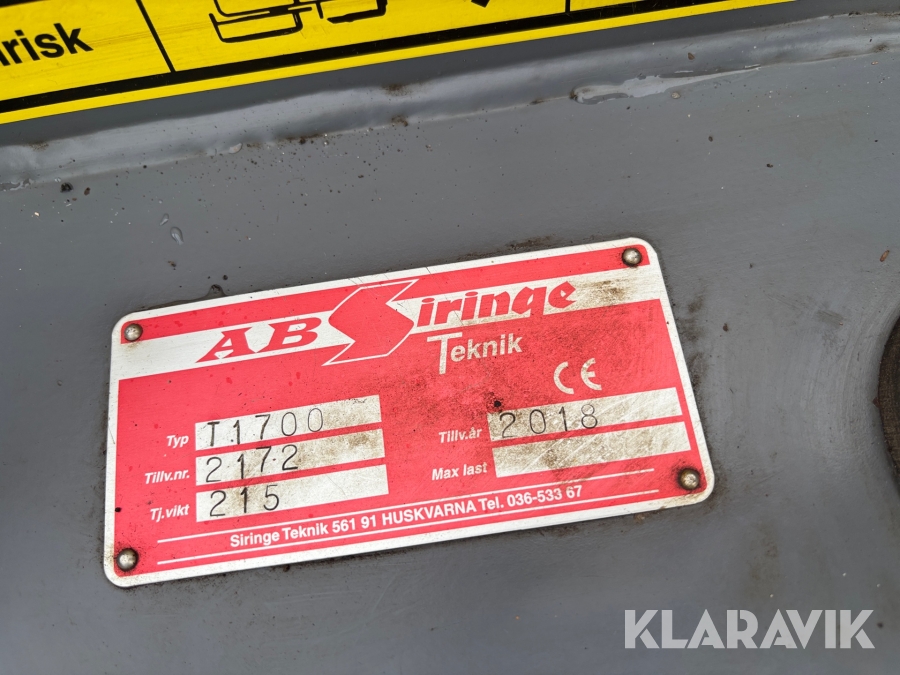 AB Siringe
Teknik
CE
Typ T1700
Tillv.år 2018
Tillv.nr. 2172
Max last
Tj.vikt 215
Siringe Teknik 561 91 HUSKVARNA Tel. 036-533 67
KLARAVIK